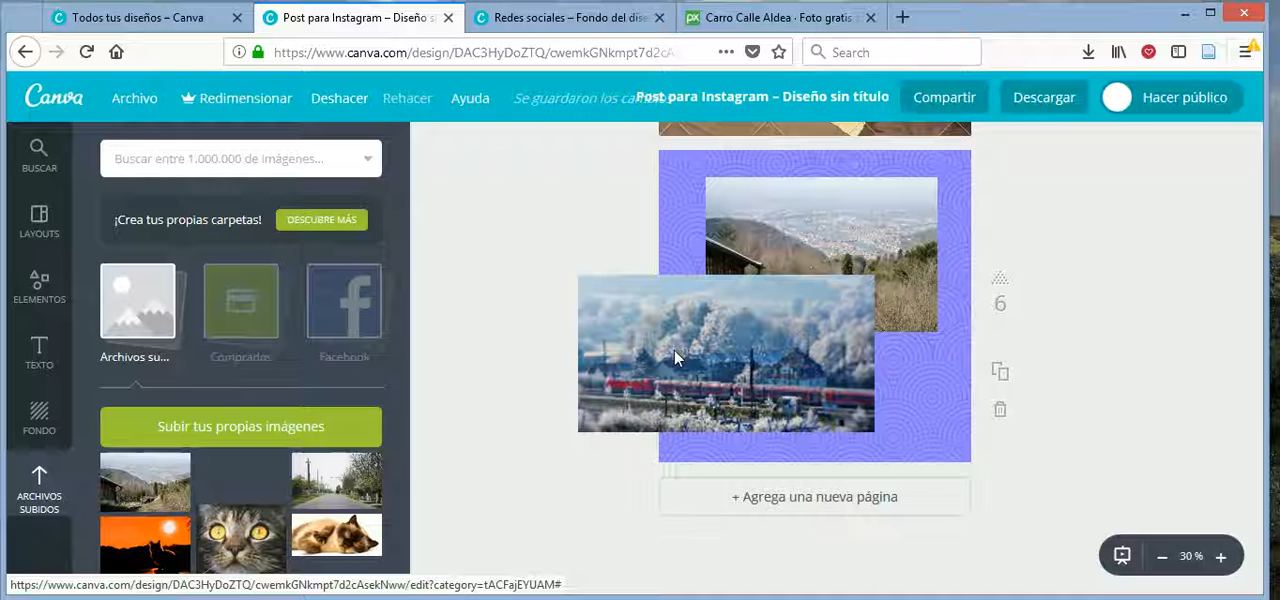 Todos tus diseños – Canva
Post para Instagram – Diseño s
Redes sociales – Fondo del dise
px
Carro Calle Aldea · Foto gratis
https://www.canva.com/design/DAC3HyDoZTQ/cwemkGNkmpt7d2cA
Search
Canva
Archivo
Redimensionar
Deshacer
Rehacer
Ayuda
Se guardaron los
Post para Instagram – Diseño sin título
Compartir
Descargar
Hacer público
BUSCAR
Buscar entre 1.000.000 de imágenes...
¡Crea tus propias carpetas!
DESCUBRE MÁS
LAYOUTS
ELEMENTOS
TEXTO
FONDO
ARCHIVOS
SUBIDOS
Archivos su...
Comprados
Facebook
Subir tus propias imágenes
6
+ Agrega una nueva página
30 %
https://www.canva.com/design/DAC3HyDoZTQ/cwemkGNkmpt7d2cAsekNww/edit?category=tACFajEYUAM#